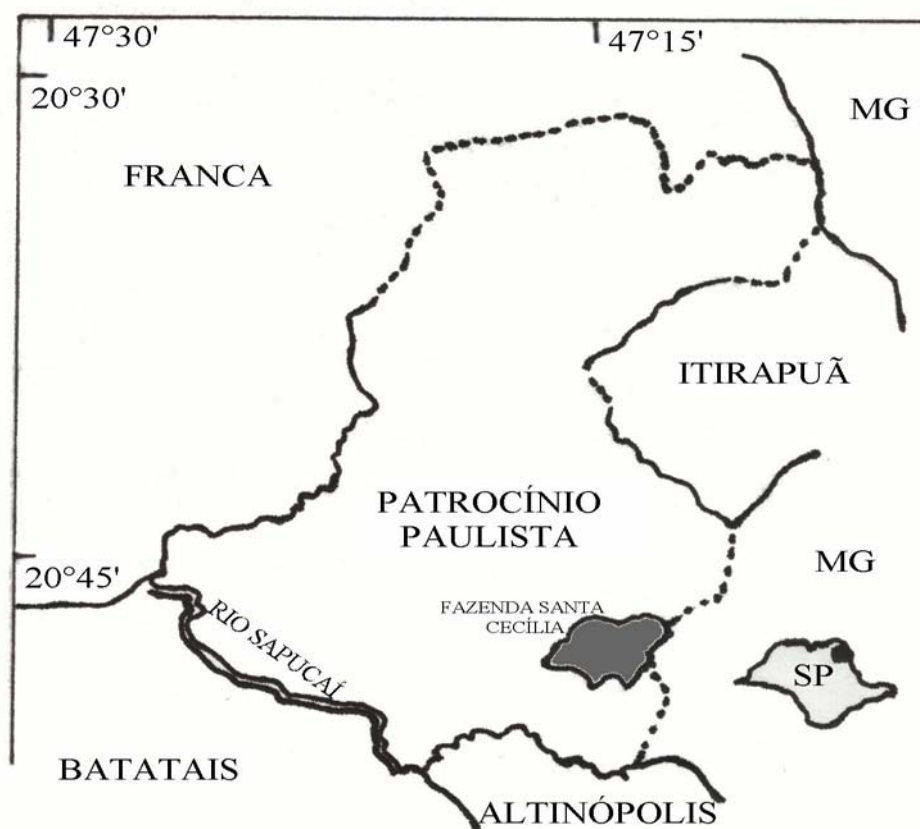 47°30'
47°15'
20°30'
MG
FRANCA
ITIRAPUÃ
PATROCÍNIO
PAULISTA
20°45'
MG
FAZENDA SANTA
CECÍLIA
RIO SAPUCAÍ
SP
BATATAIS
ALTINÓPOLIS